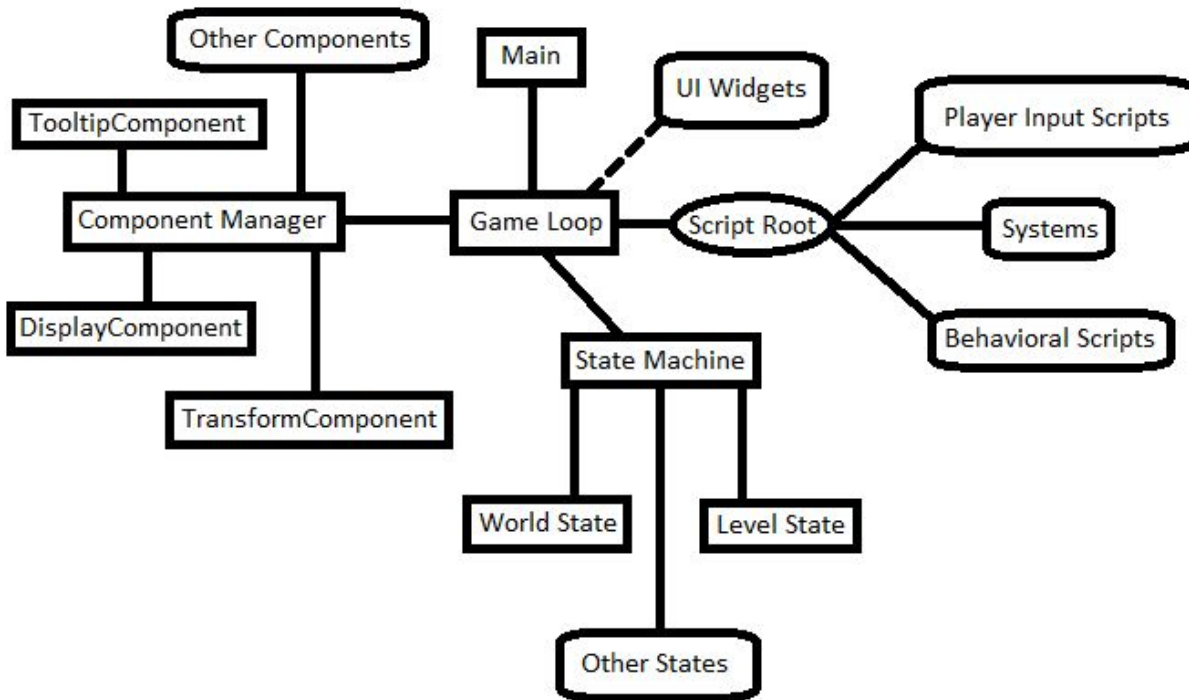 Other Components
Main
UI Widgets
TooltipComponent
Player Input Scripts
Component Manager
Game Loop
Script Root
Systems
DisplayComponent
Behavioral Scripts
State Machine
TransformComponent
World State
Level State
Other States